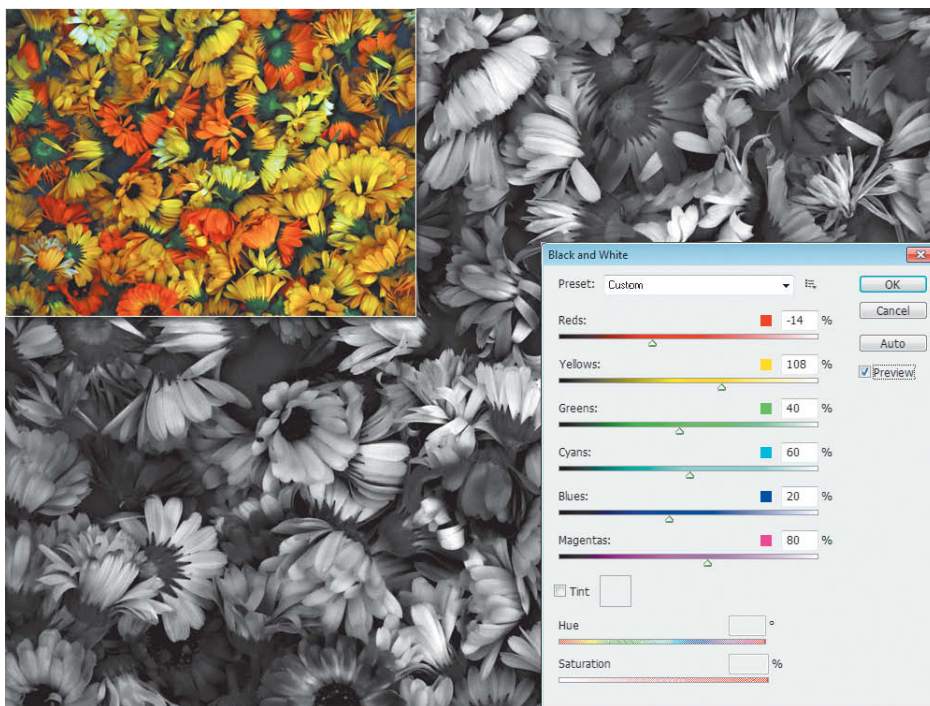 Black and White
Preset: Custom
OK
Cancel
Auto
Preview
Reds: -14 %
Yellows: 108 %
Greens: 40 %
Cyans: 60 %
Blues: 20 %
Magentas: 80 %
Tint
Hue °
Saturation %